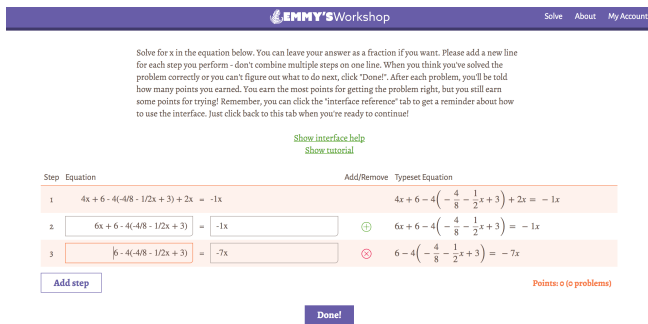 EMMY'SWorkshop
Solve About My Account
Solve for x in the equation below. You can leave your answer as a fraction if you want. Please add a new line
for each step you perform - don't combine multiple steps on one line. When you think you've solved the
problem correctly or you can't figure out what to do next, click "Done!". After each problem, you'll be told
how many points you earned. You earn the most points for getting the problem right, but you still earn
some points for trying! Remember, you can click the "interface reference" tab to get a reminder about how
to use the interface. Just click back to this tab when you're ready to continue!
Show interface help
Show tutorial
Step Equation Add/Remove Typeset Equation
1 4x + 6 - 4(-4/8 - 1/2x + 3) + 2x = -1x 4x + 6 − 4(− 4/8 − 1/2x + 3) + 2x = − 1x
2 6x + 6 - 4(-4/8 - 1/2x + 3) = -1x 6x + 6 − 4(− 4/8 − 1/2x + 3) = − 1x
3 6 - 4(-4/8 - 1/2x + 3) = -7x 6 − 4(− 4/8 − 1/2x + 3) = − 7x
Add step
Points: 0 (0 problems)
Done!